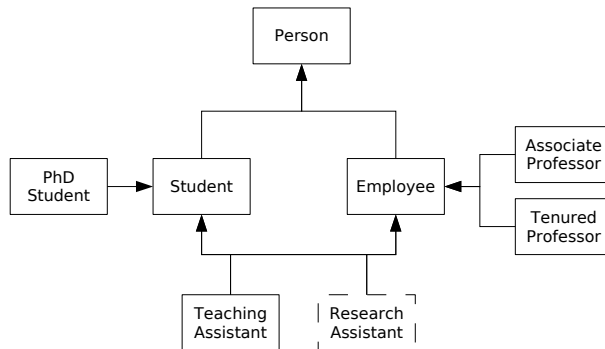 Person
PhD
Student
Student
Employee
Associate
Professor
Tenured
Professor
Teaching
Assistant
Research
Assistant